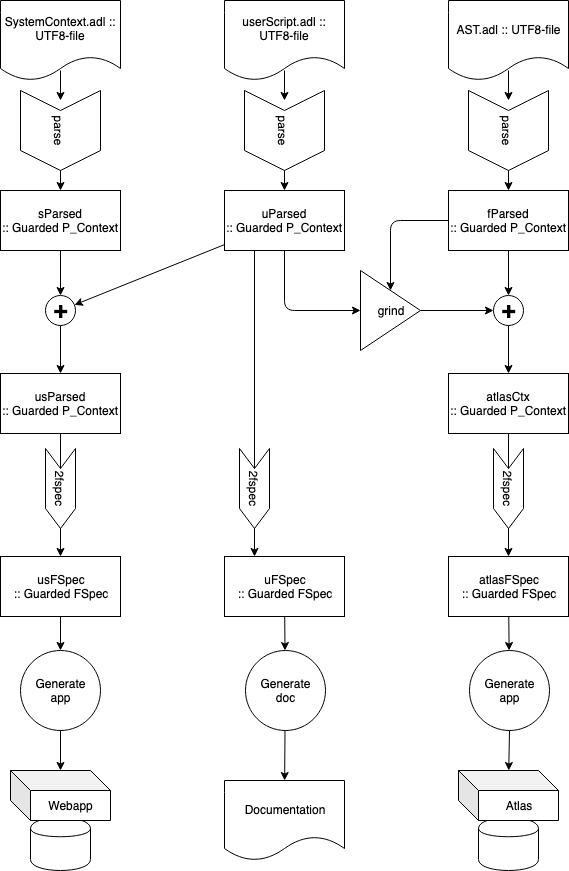 SystemContext.adl ::
UTF8-file
userScript.adl ::
UTF8-file
AST.adl :: UTF8-file
parse
parse
parse
sParsed
:: Guarded P_Context
uParsed
:: Guarded P_Context
fParsed
:: Guarded P_Context
+
grind
+
usParsed
:: Guarded P_Context
atlasCtx
:: Guarded P_Context
2fspec
2fspec
2fspec
usFSpec
:: Guarded FSpec
uFSpec
:: Guarded FSpec
atlasFSpec
:: Guarded FSpec
Generate
app
Generate
doc
Generate
app
Webapp
Documentation
Atlas